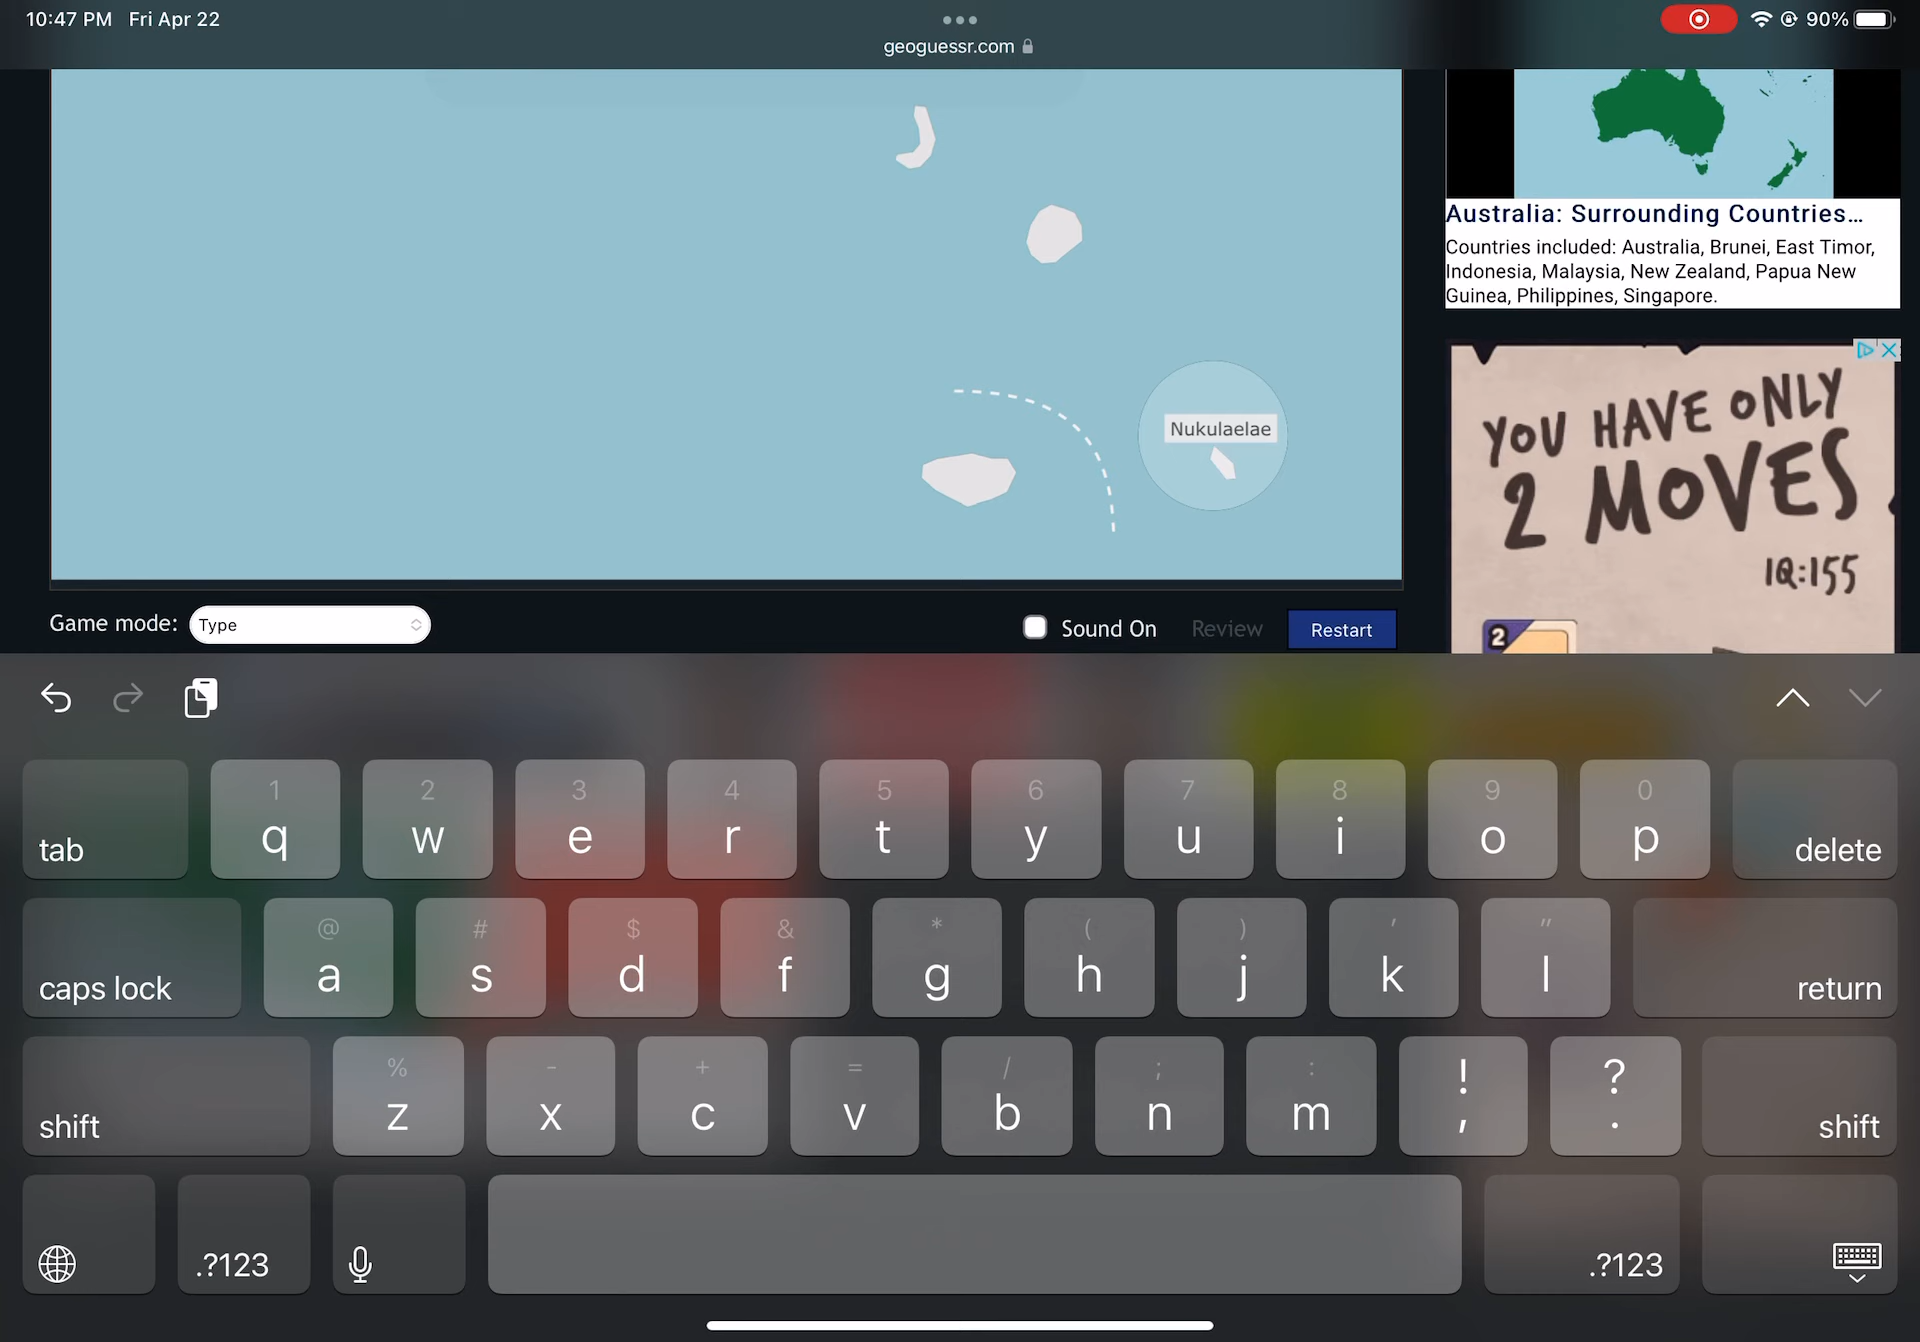 10:47 PM Fri Apr 22
90%
geoguessr.com
Australia: Surrounding Countries...
Countries included: Australia, Brunei, East Timor,
Indonesia, Malaysia, New Zealand, Papua New
Guinea, Philippines, Singapore.
Nukulaelae
YOU HAVE ONLY
2 MOVES
IQ:155
2
Game mode: Type
Sound On Review Restart
tab 1 q 2 w 3 e 4 r 5 t 6 y 7 u 8 i 9 o 0 p delete
caps lock @ a # s $ d & f * g ( h ) j ' k " l return
shift % z - x + c = v / b ; n : m ! , ? . shift
.?123 .?123